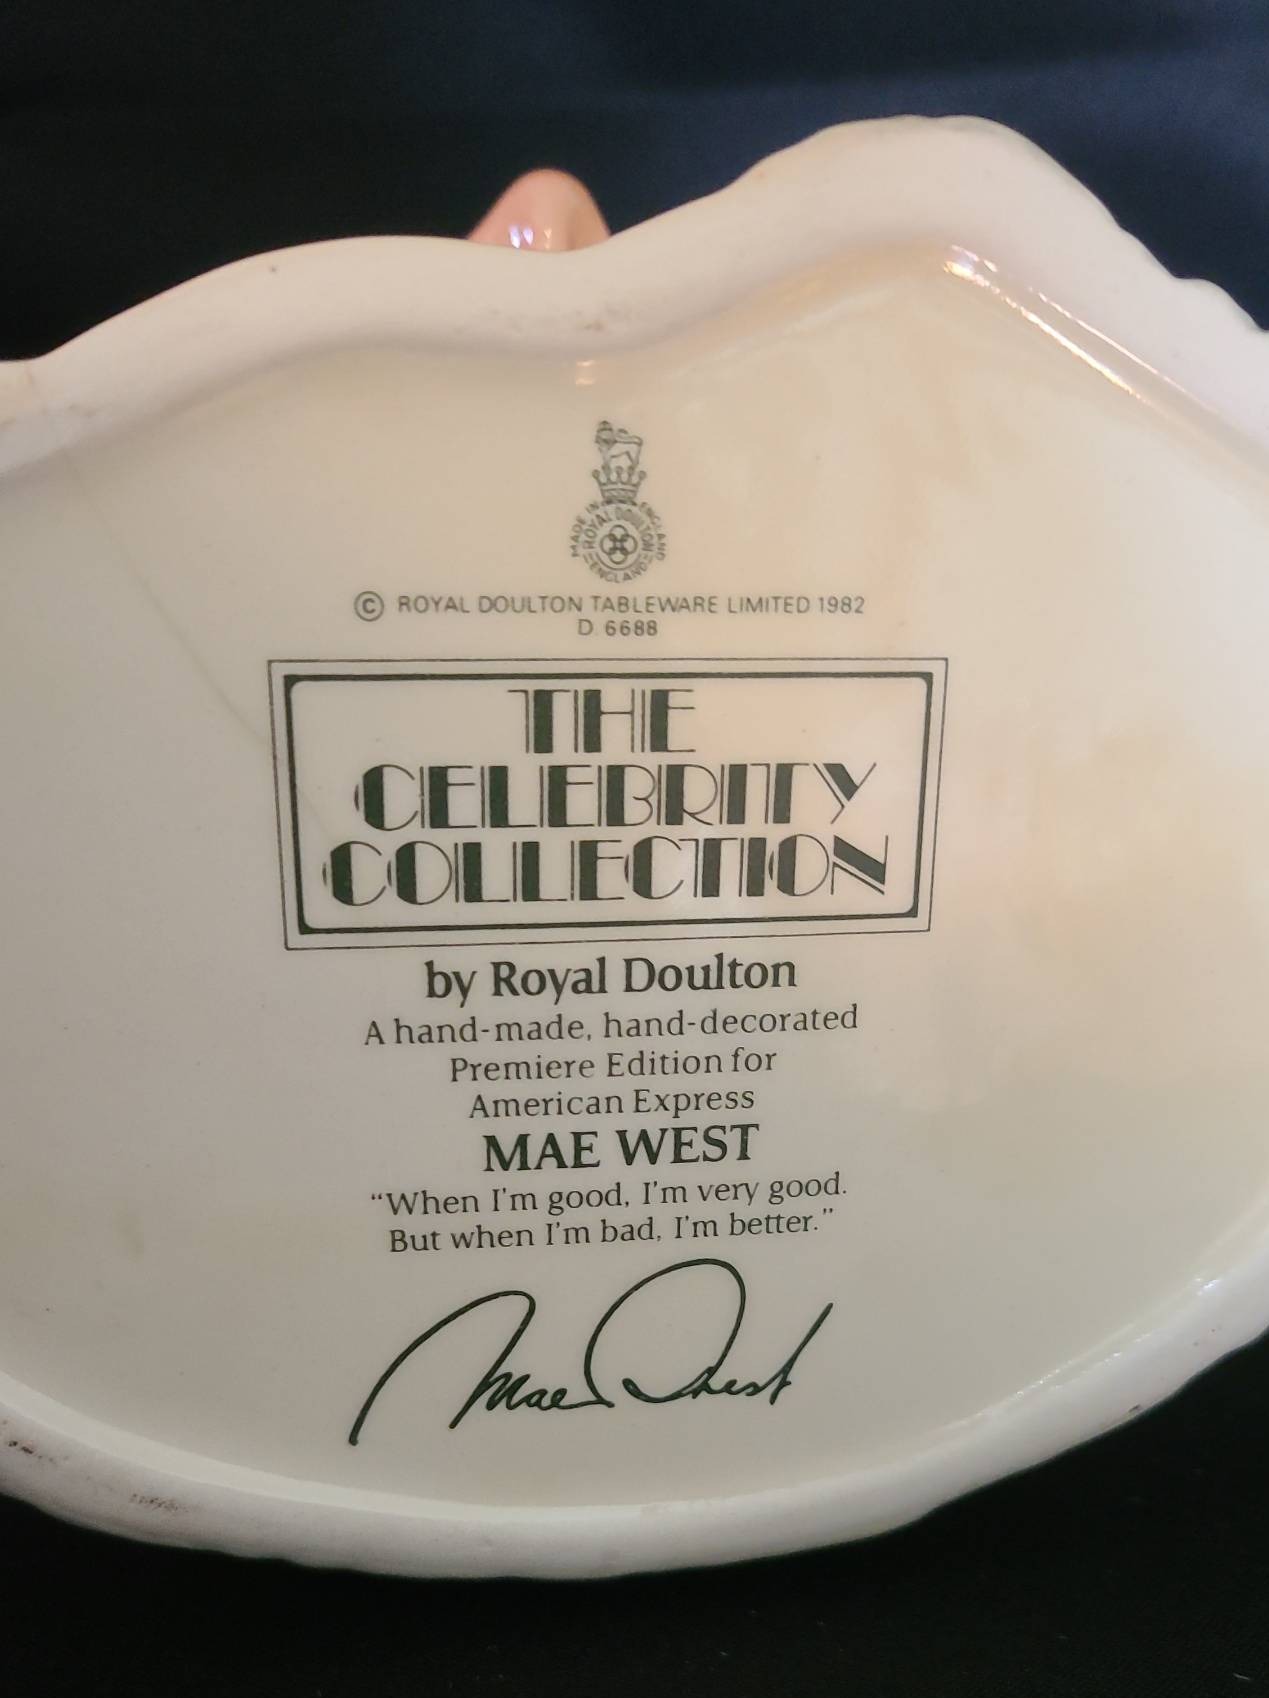 MADE IN ENGLAND
ROYAL DOULTON
ENGLAND
© ROYAL DOULTON TABLEWARE LIMITED 1982
D. 6688
THE
CELEBRITY
COLLECTION
by Royal Doulton
A hand-made, hand-decorated
Premiere Edition for
American Express
MAE WEST
“When I'm good, I'm very good.
But when I'm bad, I'm better.”
Mae West